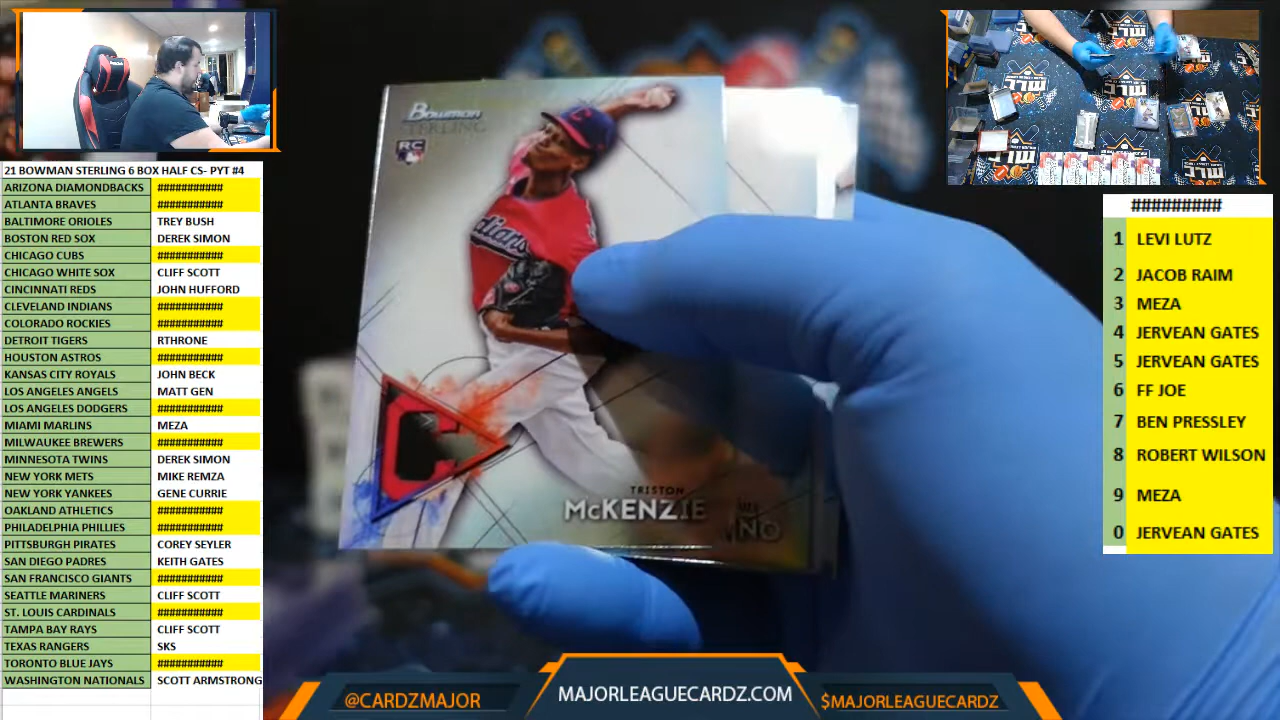 21 BOWMAN STERLING 6 BOX HALF CS- PYT #4
ARIZONA DIAMONDBACKS ###########
ATLANTA BRAVES ###########
BALTIMORE ORIOLES TREY BUSH
BOSTON RED SOX DEREK SIMON
CHICAGO CUBS ###########
CHICAGO WHITE SOX CLIFF SCOTT
CINCINNATI REDS JOHN HUFFORD
CLEVELAND INDIANS ###########
COLORADO ROCKIES ###########
DETROIT TIGERS RTHRONE
HOUSTON ASTROS ###########
KANSAS CITY ROYALS JOHN BECK
LOS ANGELES ANGELS MATT GEN
LOS ANGELES DODGERS ###########
MIAMI MARLINS MEZA
MILWAUKEE BREWERS ###########
MINNESOTA TWINS DEREK SIMON
NEW YORK METS MIKE REMZA
NEW YORK YANKEES GENE CURRIE
OAKLAND ATHLETICS ###########
PHILADELPHIA PHILLIES ###########
PITTSBURGH PIRATES COREY SEYLER
SAN DIEGO PADRES KEITH GATES
SAN FRANCISCO GIANTS ###########
SEATTLE MARINERS CLIFF SCOTT
ST. LOUIS CARDINALS ###########
TAMPA BAY RAYS CLIFF SCOTT
TEXAS RANGERS SKS
TORONTO BLUE JAYS ###########
WASHINGTON NATIONALS SCOTT ARMSTRONG
BOWMAN
STERLING
RC
C
Indians
C
TRISTON
McKENZIE
NO
#########
1 LEVI LUTZ
2 JACOB RAIM
3 MEZA
4 JERVEAN GATES
5 JERVEAN GATES
6 FF JOE
7 BEN PRESSLEY
8 ROBERT WILSON
9 MEZA
0 JERVEAN GATES
@CARDZMAJOR
MAJORLEAGUECARDZ.COM
$MAJORLEAGUECARDZ